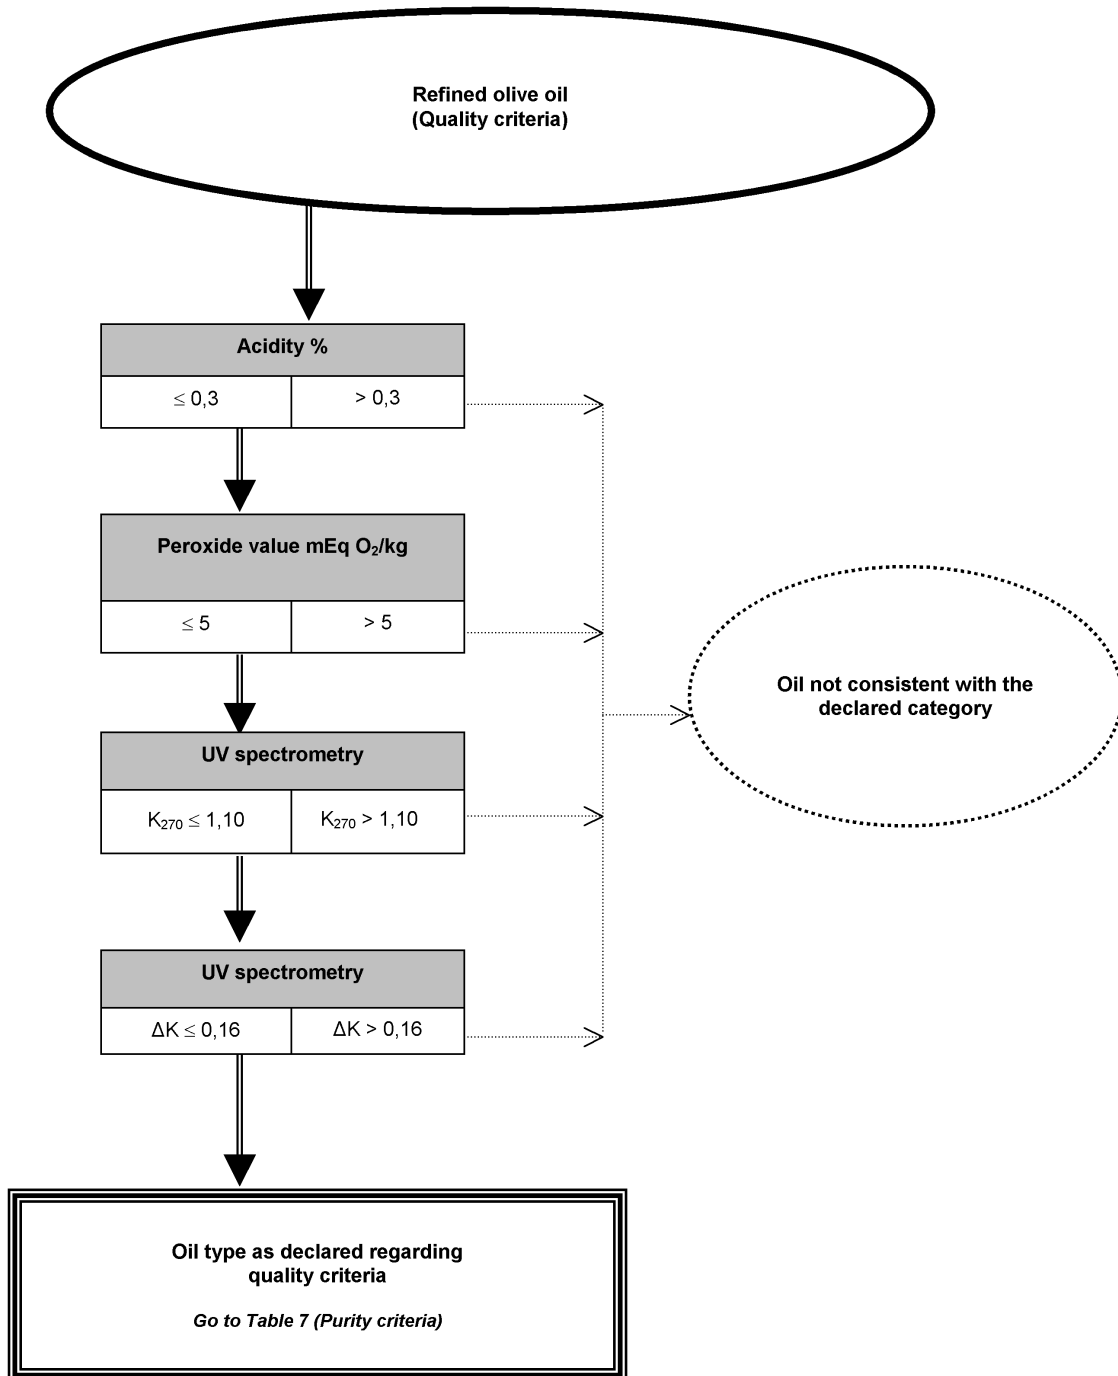 Refined olive oil
(Quality criteria)
Acidity %
≤ 0,3
> 0,3
Peroxide value mEq O₂/kg
≤ 5
> 5
Oil not consistent with the
declared category
UV spectrometry
K₂₇₀ ≤ 1,10
K₂₇₀ > 1,10
UV spectrometry
ΔK ≤ 0,16
ΔK > 0,16
Oil type as declared regarding
quality criteria
Go to Table 7 (Purity criteria)